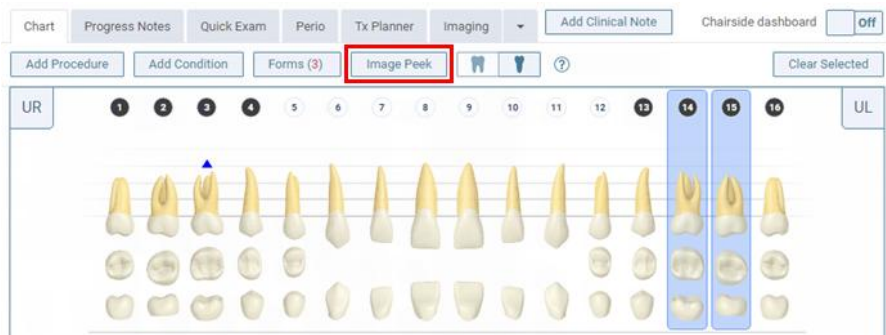 Chart Progress Notes Quick Exam Perio Tx Planner Imaging Add Clinical Note Chairside dashboard Off
Add Procedure Add Condition Forms (3) Image Peek ? Clear Selected
UR 1 2 3 4 5 6 7 8 9 10 11 12 13 14 15 16 UL